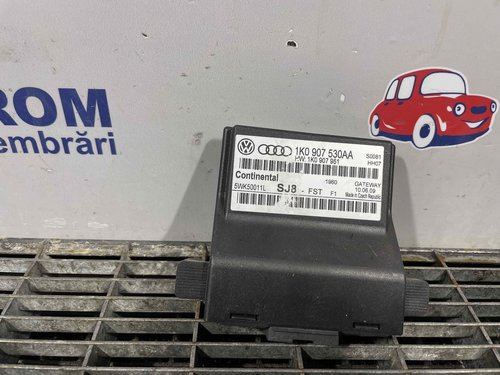 ROM
embrări
1K0 907 530AA
S0081
HW: 1K0 907 951
HH07
Continental
1960
GATEWAY
5WK50011L
SJ8 - FST F1
10.06.09
Made in Czech Republic